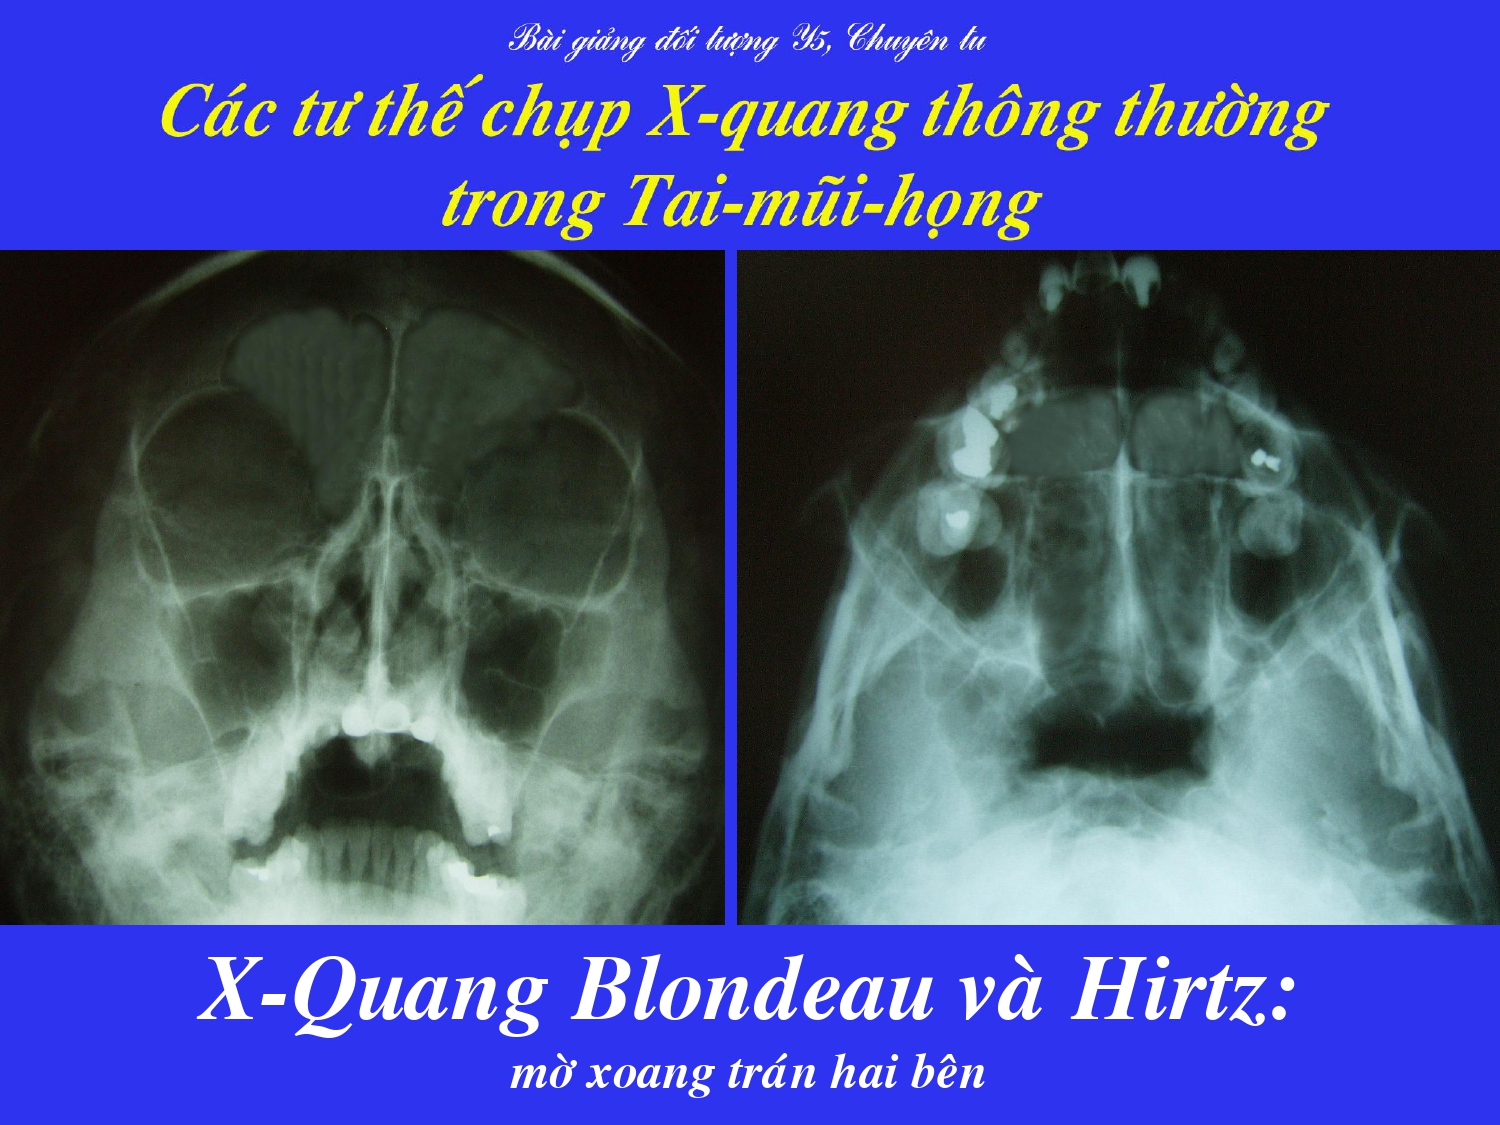 Bài giảng đối tượng Y5, Chuyên tu
Các tư thế chụp X-quang thông thường
trong Tai-mũi-họng
X-Quang Blondeau và Hirtz:
mờ xoang trán hai bên